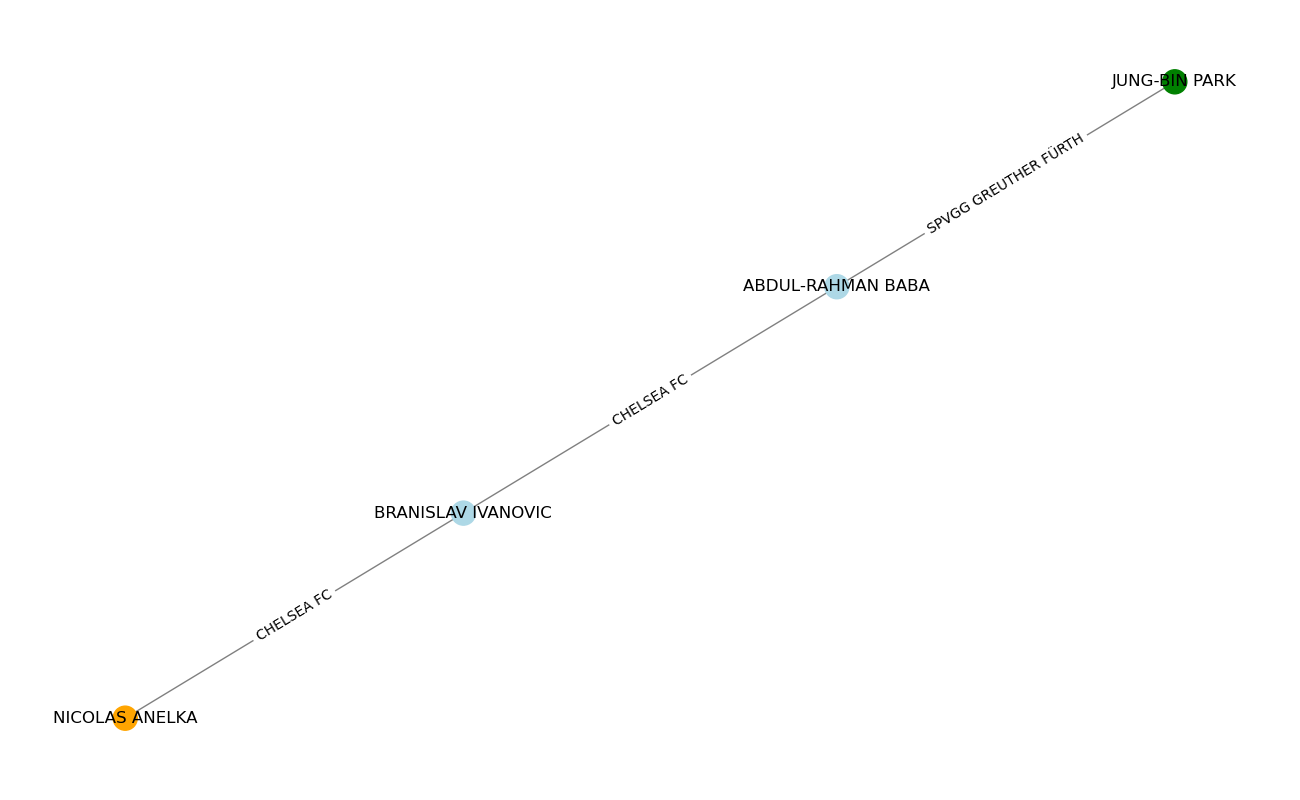 JUNG-BIN PARK
SPVGG GREUTHER FÜRTH
ABDUL-RAHMAN BABA
CHELSEA FC
BRANISLAV IVANOVIC
CHELSEA FC
NICOLAS ANELKA